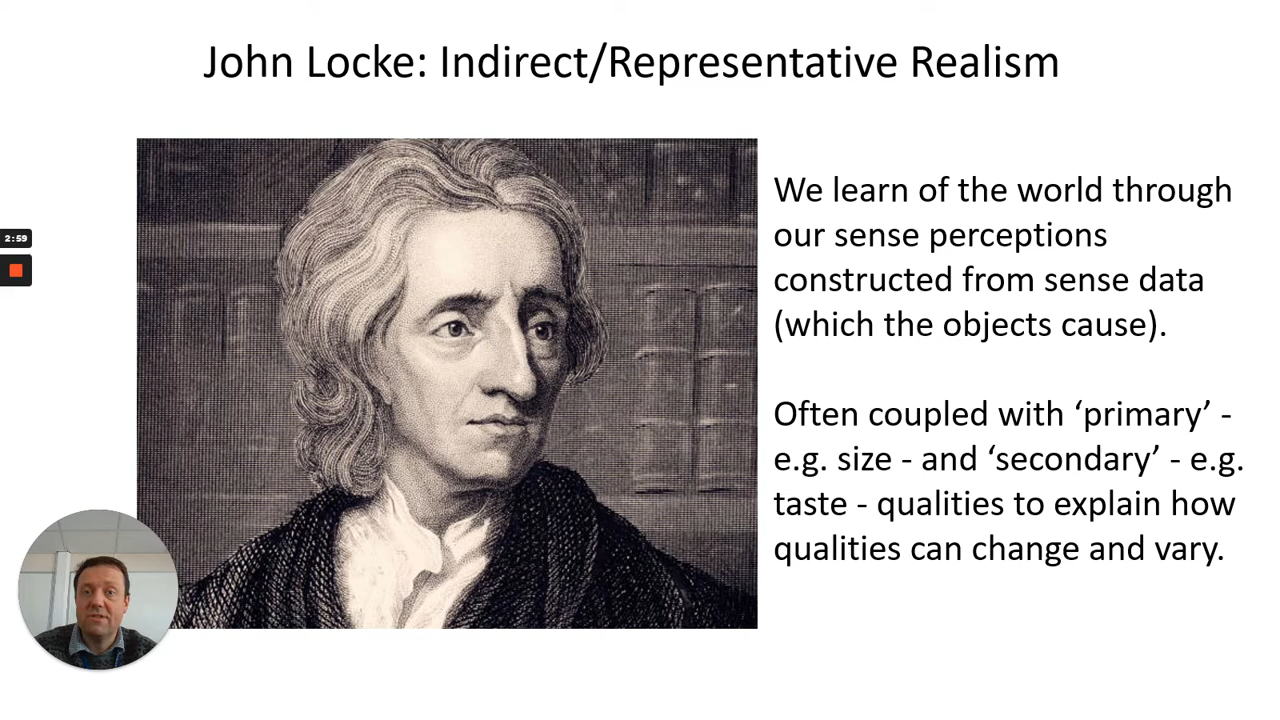 John Locke: Indirect/Representative Realism
We learn of the world through
our sense perceptions
constructed from sense data
(which the objects cause).
2:59
Often coupled with ‘primary’ -
e.g. size - and ‘secondary’ - e.g.
taste - qualities to explain how
qualities can change and vary.